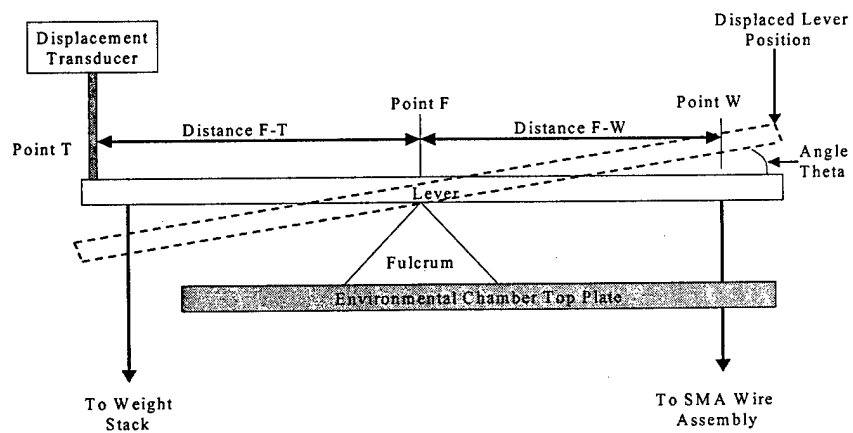 Displaced Lever
Position
Displacement
Transducer
Point F
Point W
Distance F-T
Distance F-W
Point T
Angle
Theta
Lever
Fulcrum
Environmental Chamber Top Plate
To Weight
Stack
To SMA Wire
Assembly